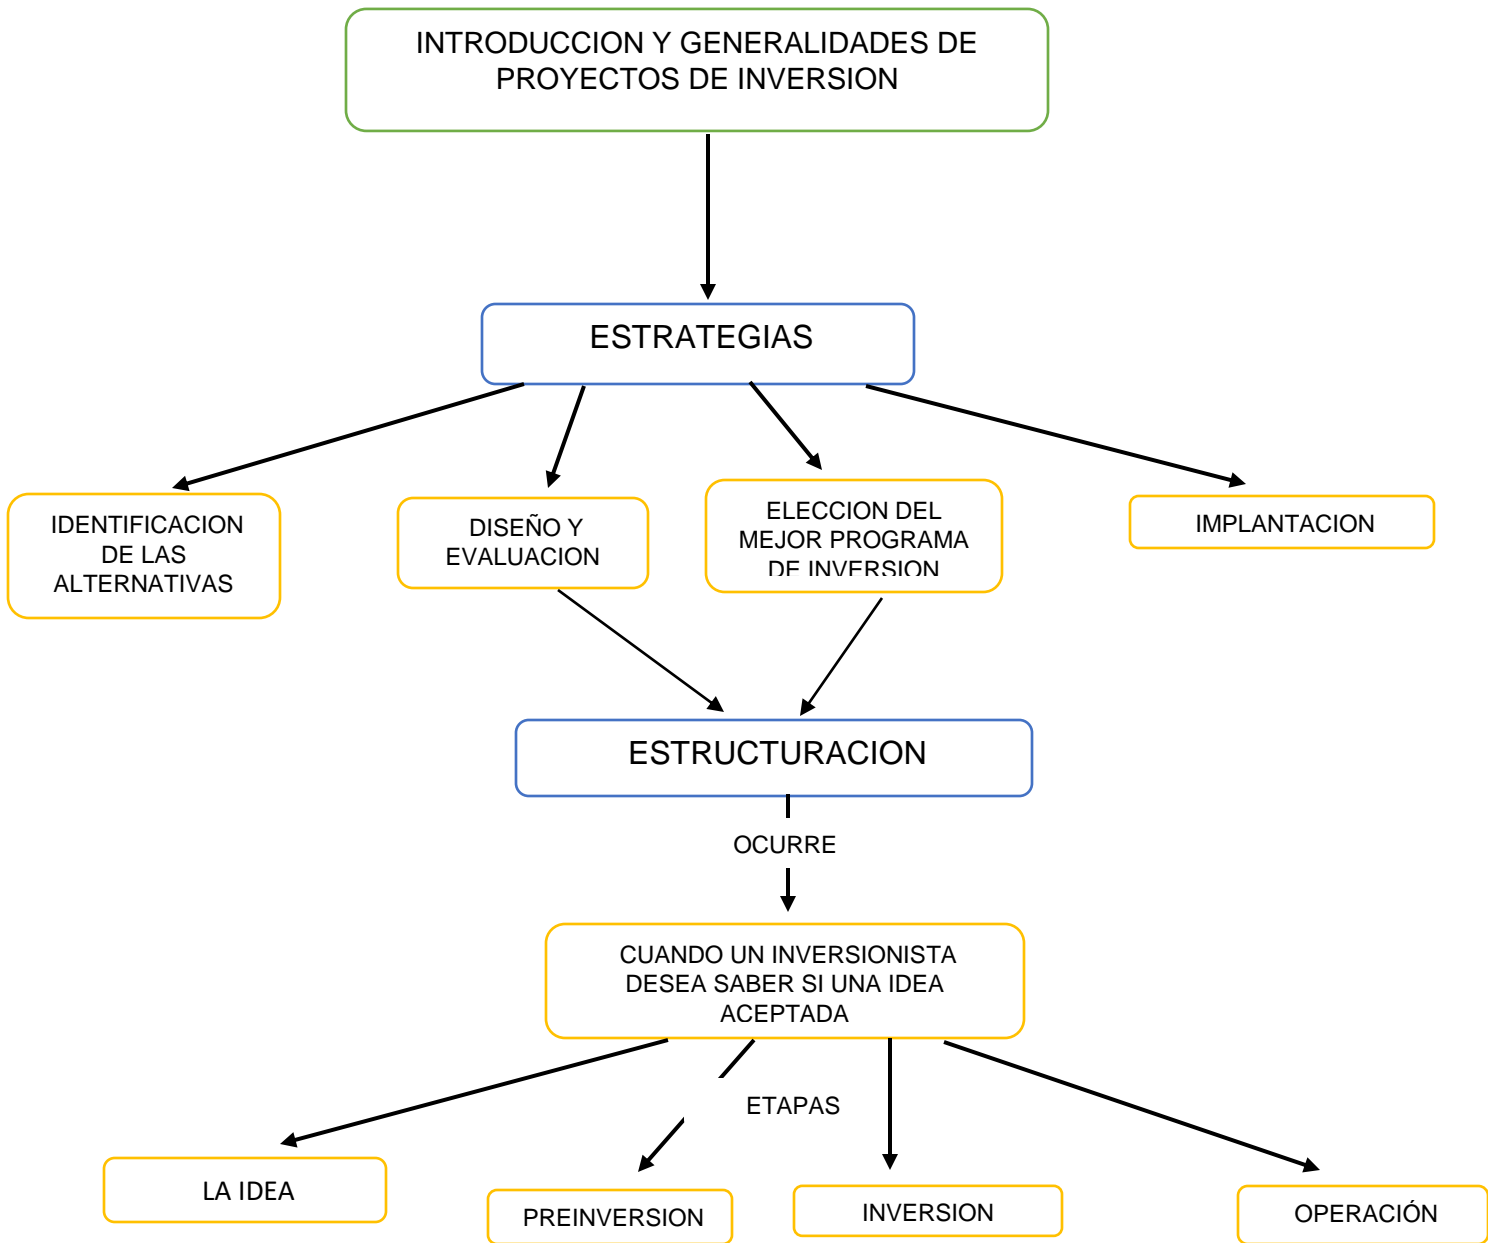 INTRODUCCION Y GENERALIDADES DE
PROYECTOS DE INVERSION
ESTRATEGIAS
IDENTIFICACION
DE LAS
ALTERNATIVAS
DISEÑO Y
EVALUACION
ELECCION DEL
MEJOR PROGRAMA
DE INVERSION
IMPLANTACION
ESTRUCTURACION
OCURRE
CUANDO UN INVERSIONISTA
DESEA SABER SI UNA IDEA
ACEPTADA
ETAPAS
LA IDEA
PREINVERSION
INVERSION
OPERACIÓN